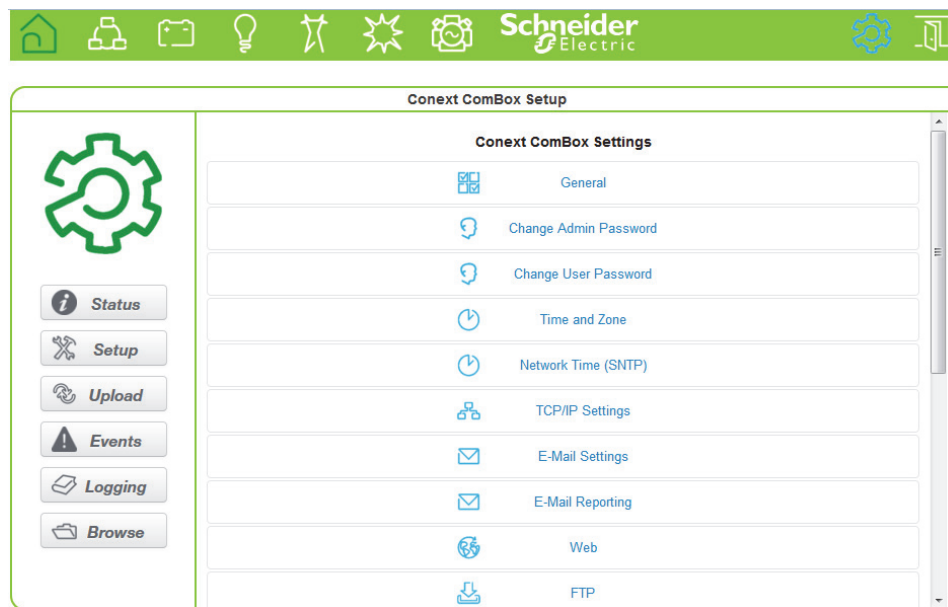 Schneider
Electric
Conext ComBox Setup
Conext ComBox Settings
General
Change Admin Password
Change User Password
Time and Zone
Network Time (SNTP)
TCP/IP Settings
E-Mail Settings
E-Mail Reporting
Web
FTP
Status
Setup
Upload
Events
Logging
Browse